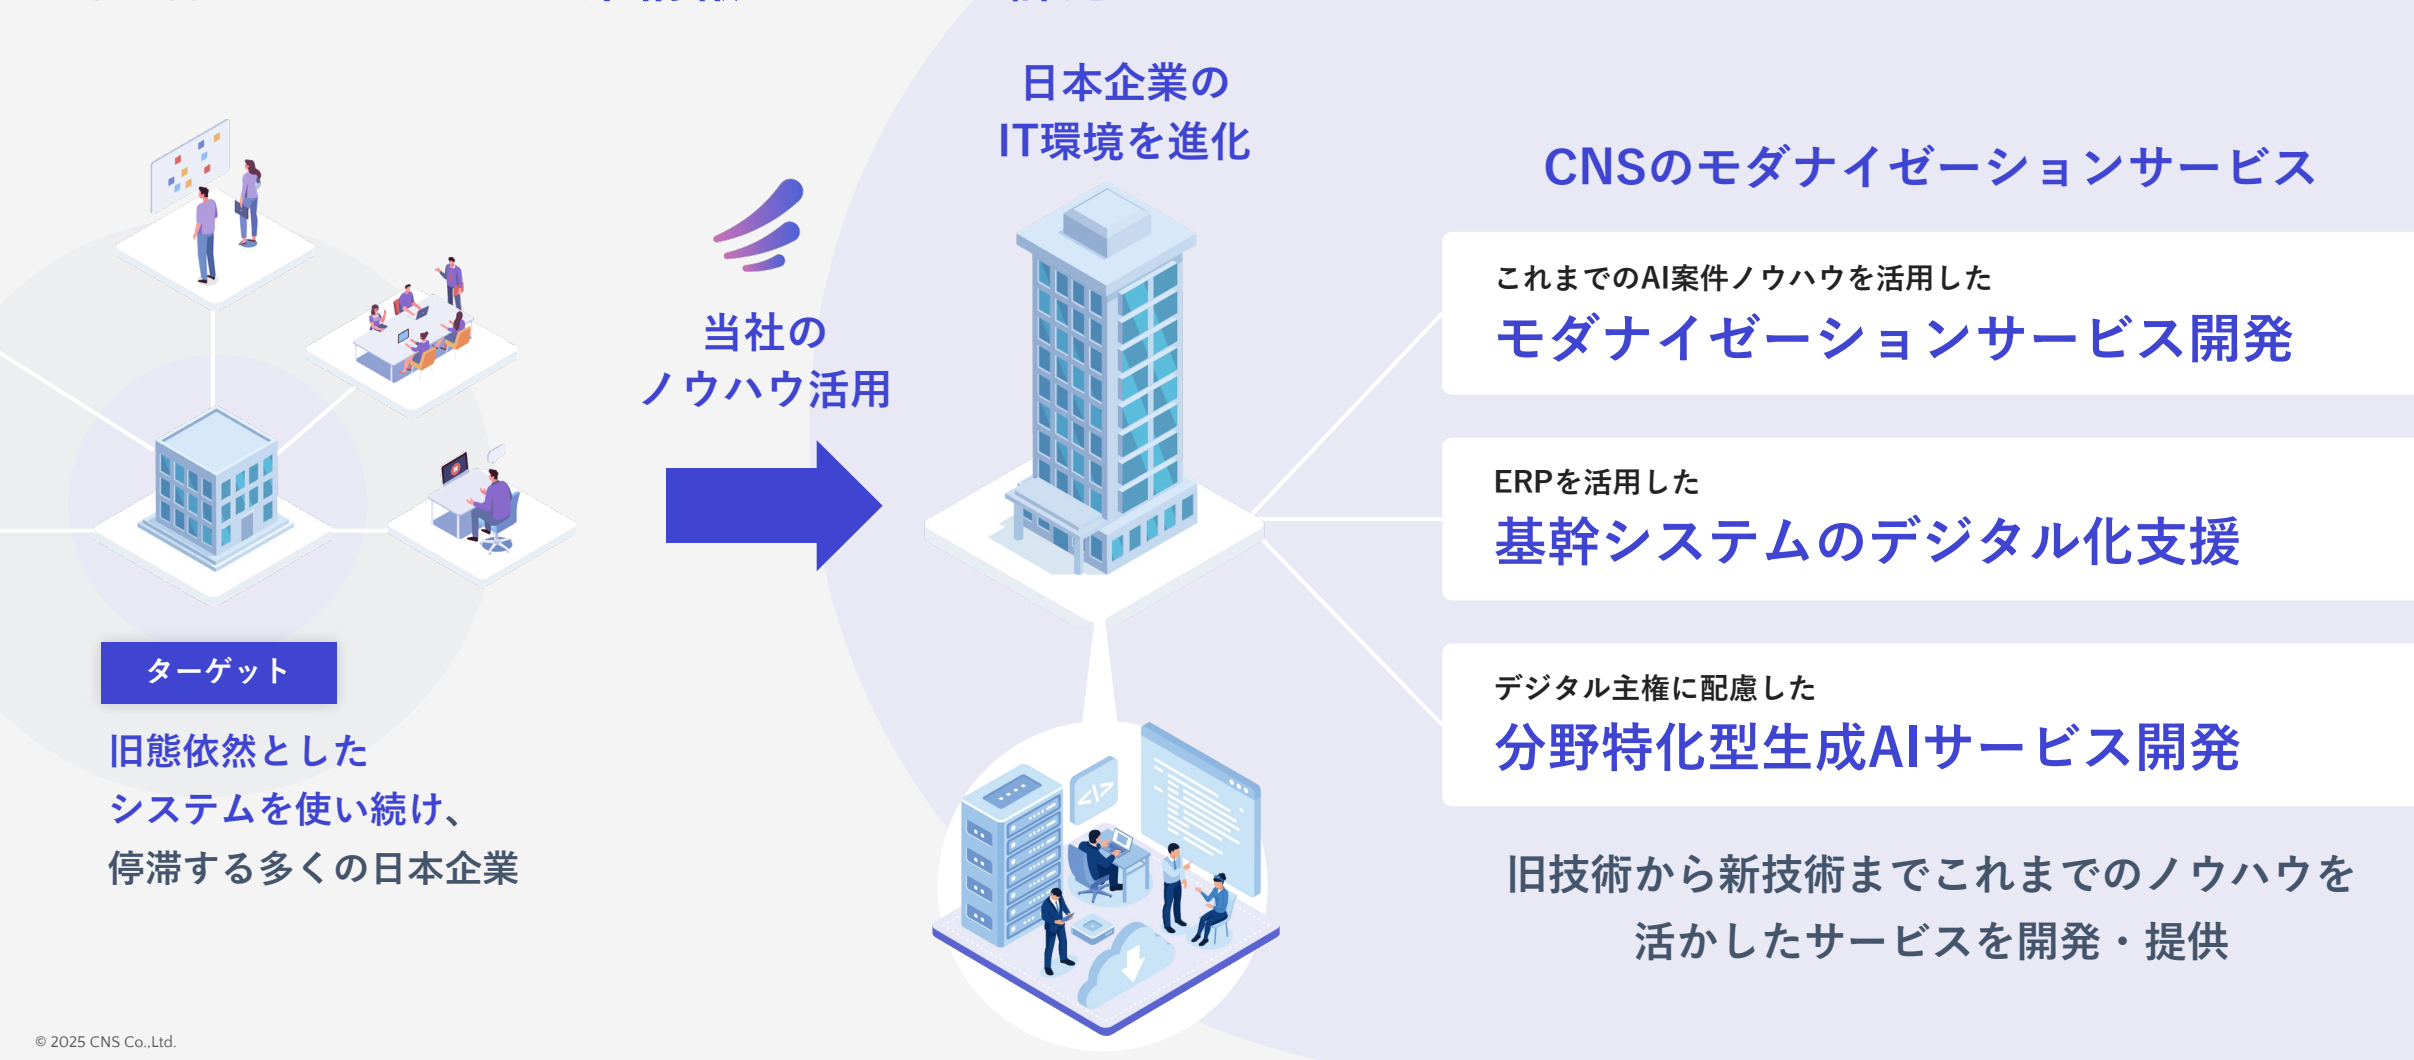 日本企業の
IT環境を進化
当社の
ノウハウ活用
ターゲット
旧態依然とした
システムを使い続け、
停滞する多くの日本企業
CNSのモダナイゼーションサービス
これまでのAI案件ノウハウを活用した
モダナイゼーションサービス開発
ERPを活用した
基幹システムのデジタル化支援
デジタル主権に配慮した
分野特化型生成AIサービス開発
旧技術から新技術までこれまでのノウハウを
活かしたサービスを開発・提供
© 2025 CNS Co.,Ltd.